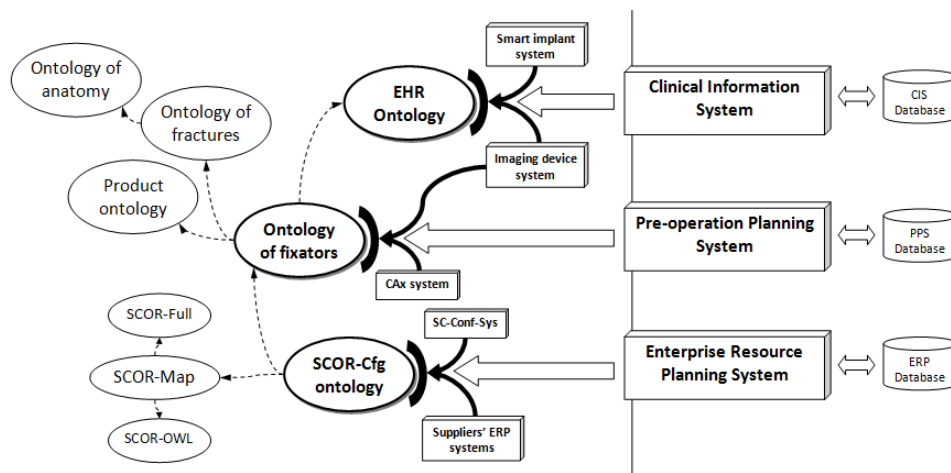 Smart implant
system
Ontology of
anatomy
EHR
Ontology
Clinical Information
System
CIS
Database
Ontology
of fractures
Imaging device
system
Product
ontology
Ontology
of fixators
Pre-operation Planning
System
PPS
Database
CAx system
SCOR-Full
SC-Conf-Sys
SCOR-Map
SCOR-Cfg
ontology
Enterprise Resource
Planning System
ERP
Database
SCOR-OWL
Suppliers' ERP
systems